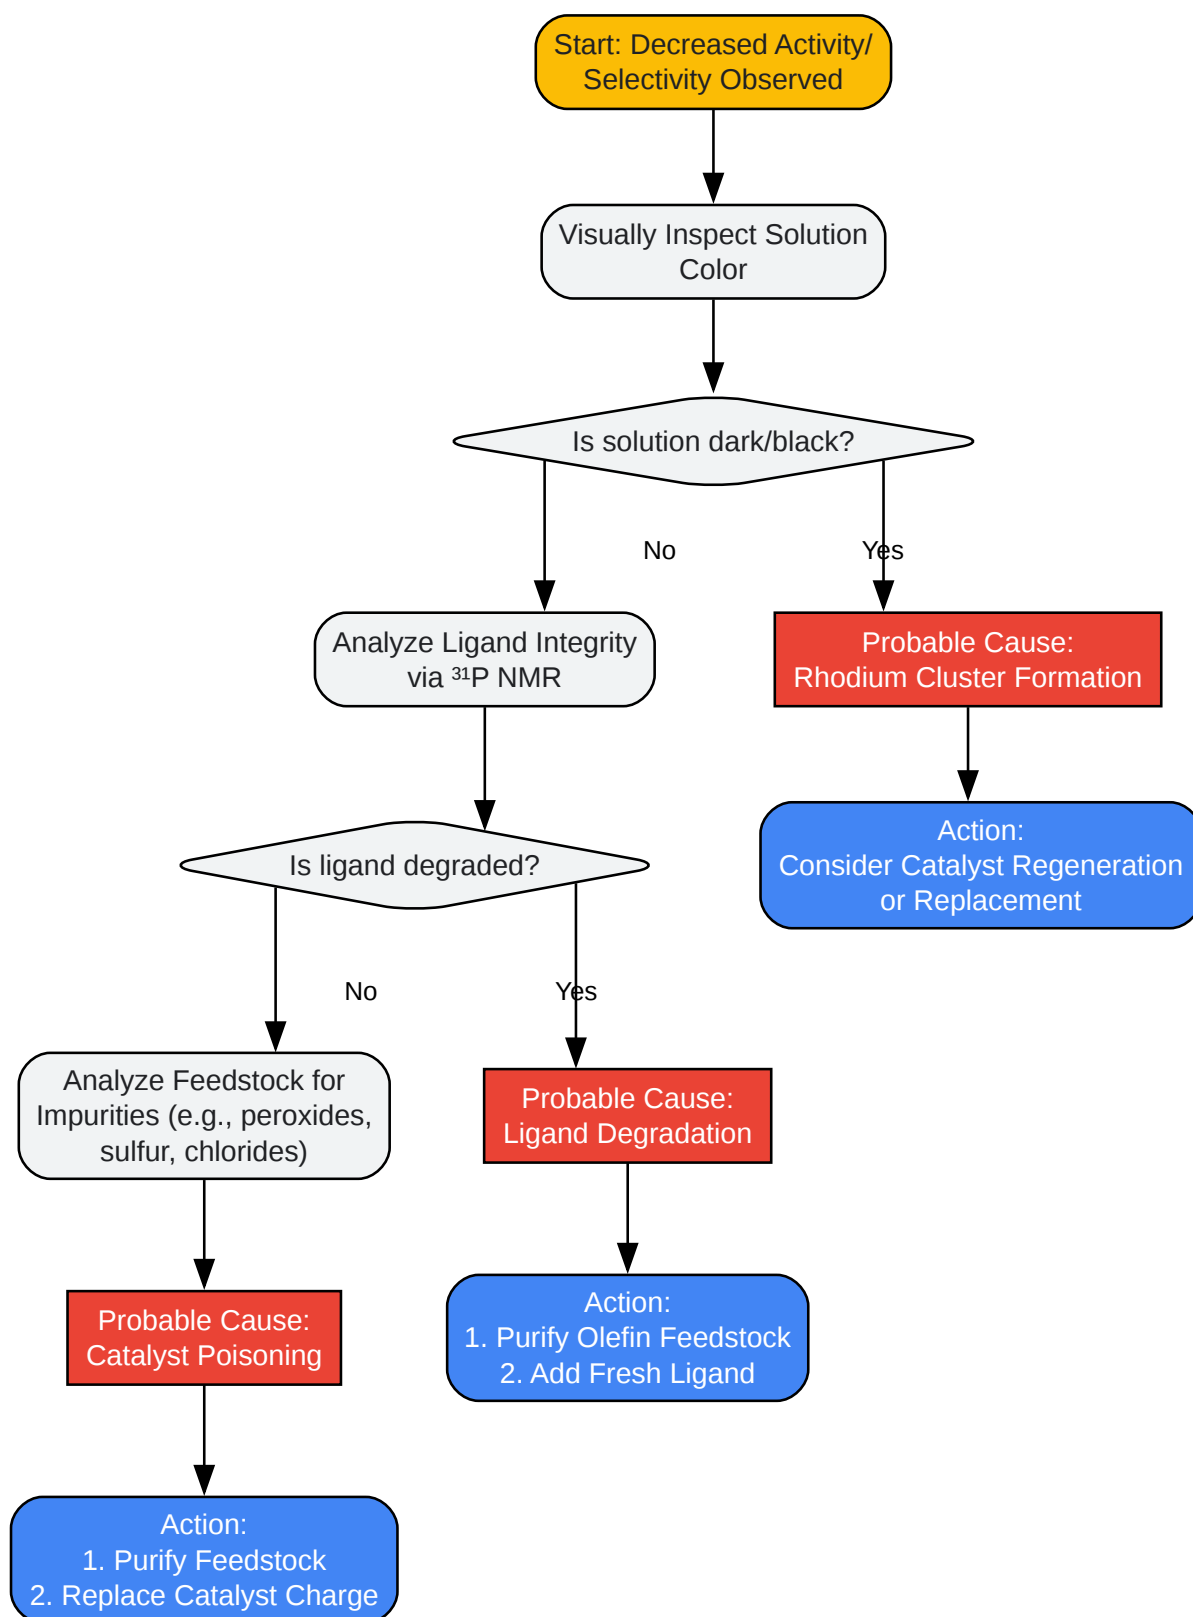 Start: Decreased Activity/
Selectivity Observed
Visually Inspect Solution
Color
Is solution dark/black?
No
Yes
Analyze Ligand Integrity
via ³¹P NMR
Probable Cause:
Rhodium Cluster Formation
Action:
Consider Catalyst Regeneration
or Replacement
Is ligand degraded?
No
Yes
Analyze Feedstock for
Impurities (e.g., peroxides,
sulfur, chlorides)
Probable Cause:
Ligand Degradation
Probable Cause:
Catalyst Poisoning
Action:
1. Purify Olefin Feedstock
2. Add Fresh Ligand
Action:
1. Purify Feedstock
2. Replace Catalyst Charge